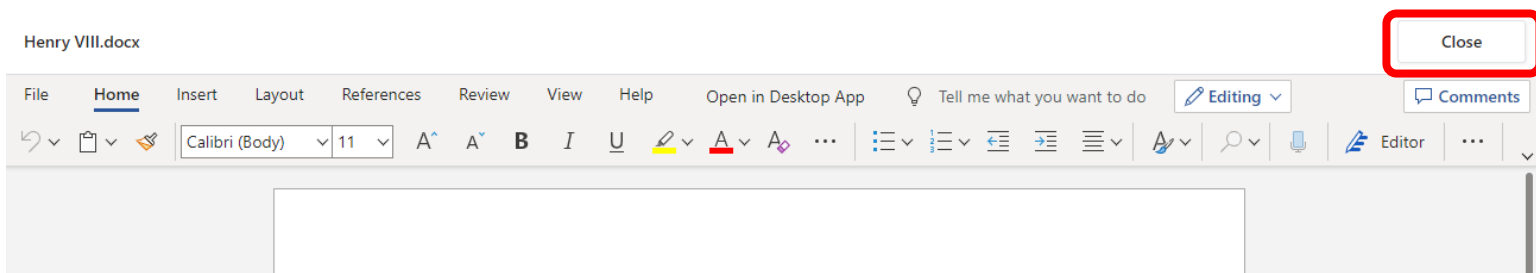 Henry VIII.docx Close
File Home Insert Layout References Review View Help Open in Desktop App Tell me what you want to do Editing Comments
Calibri (Body) 11 A A B I U A A Editor